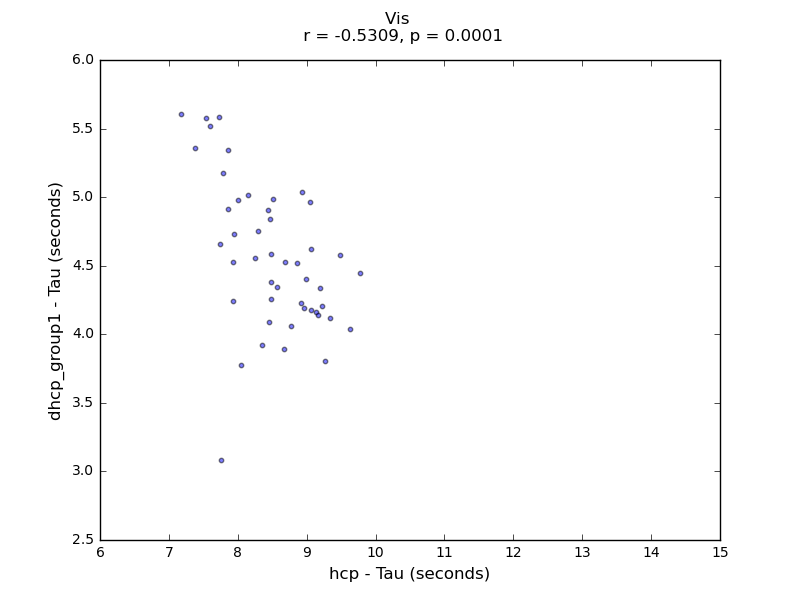 Vis
r = -0.5309, p = 0.0001
6.0
5.5
5.0
4.5
4.0
3.5
3.0
2.5
dhcp_group1 - Tau (seconds)
6 7 8 9 10 11 12 13 14 15
hcp - Tau (seconds)